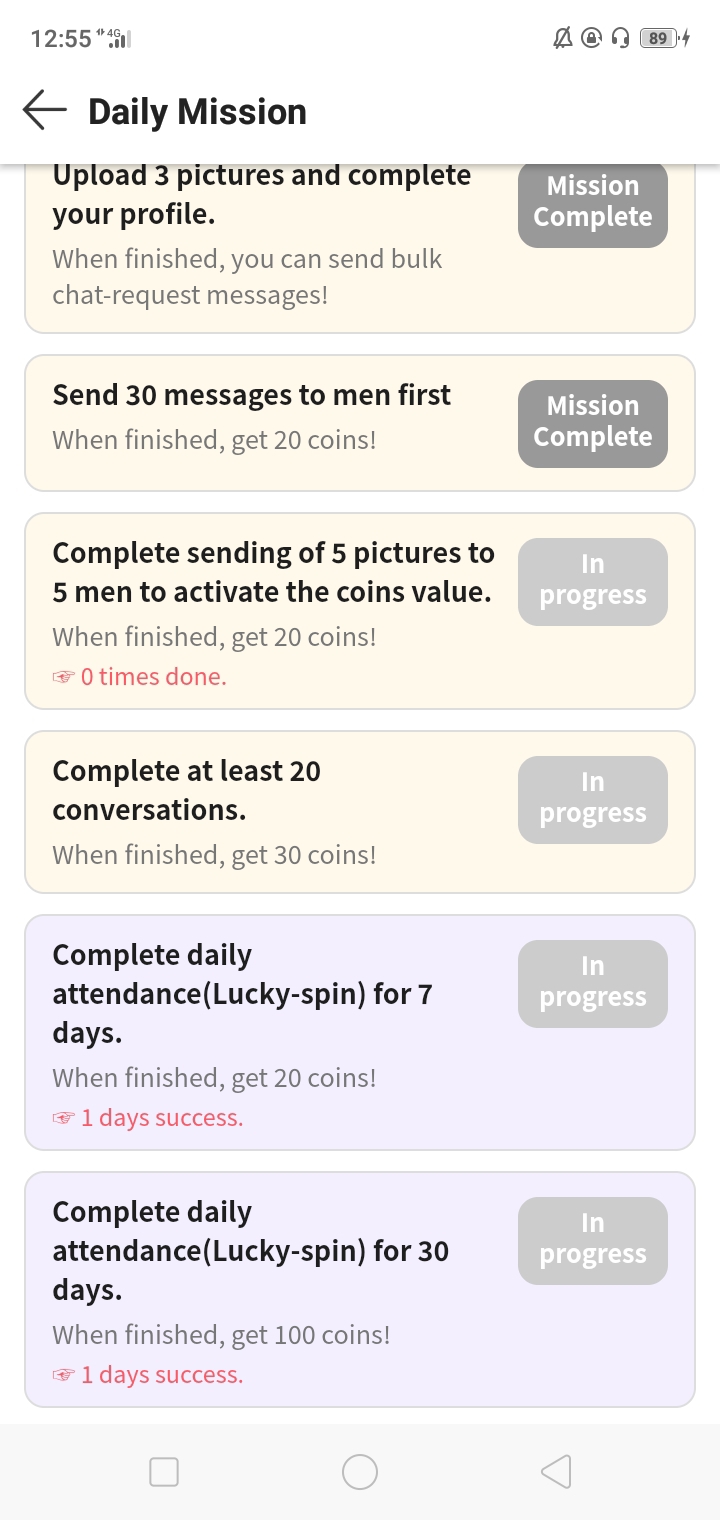 12:55 4G 89
Daily Mission
Upload 3 pictures and complete
your profile.
When finished, you can send bulk
chat-request messages!
Mission
Complete
Send 30 messages to men first
When finished, get 20 coins!
Mission
Complete
Complete sending of 5 pictures to
5 men to activate the coins value.
When finished, get 20 coins!
☞ 0 times done.
In
progress
Complete at least 20
conversations.
When finished, get 30 coins!
In
progress
Complete daily
attendance(Lucky-spin) for 7
days.
When finished, get 20 coins!
☞ 1 days success.
In
progress
Complete daily
attendance(Lucky-spin) for 30
days.
When finished, get 100 coins!
☞ 1 days success.
In
progress